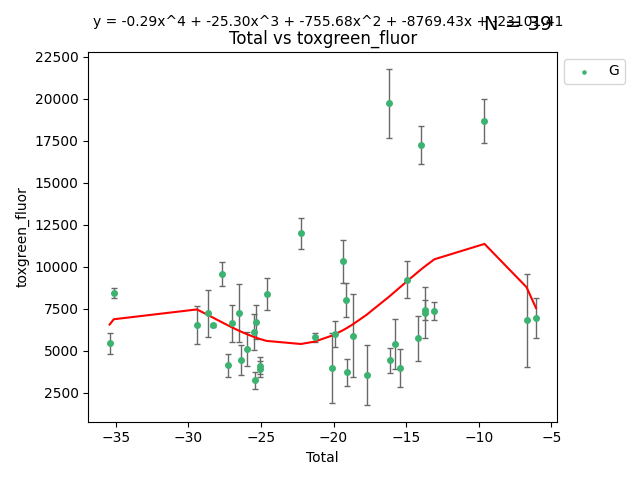 y = -0.29x^4 + -25.30x^3 + -755.68x^2 + -8769.43x +
N = 39
Total vs toxgreen_fluor
G
22500
20000
17500
15000
12500
10000
7500
5000
2500
toxgreen_fluor
−35
−30
−25
−20
−15
−10
−5
Total